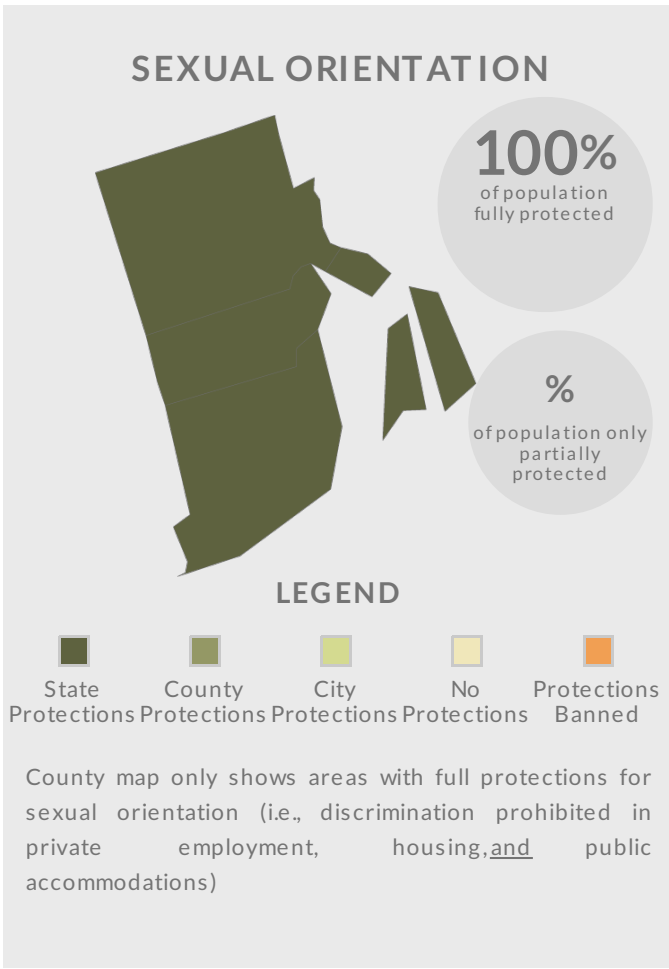 SEXUAL ORIENTATION
100%
of population
fully protected
%
of population only
partially
protected
LEGEND
State Protections
County Protections
City Protections
No Protections
Protections Banned
County map only shows areas with full protections for
sexual orientation (i.e., discrimination prohibited in
private employment, housing, and public
accommodations)